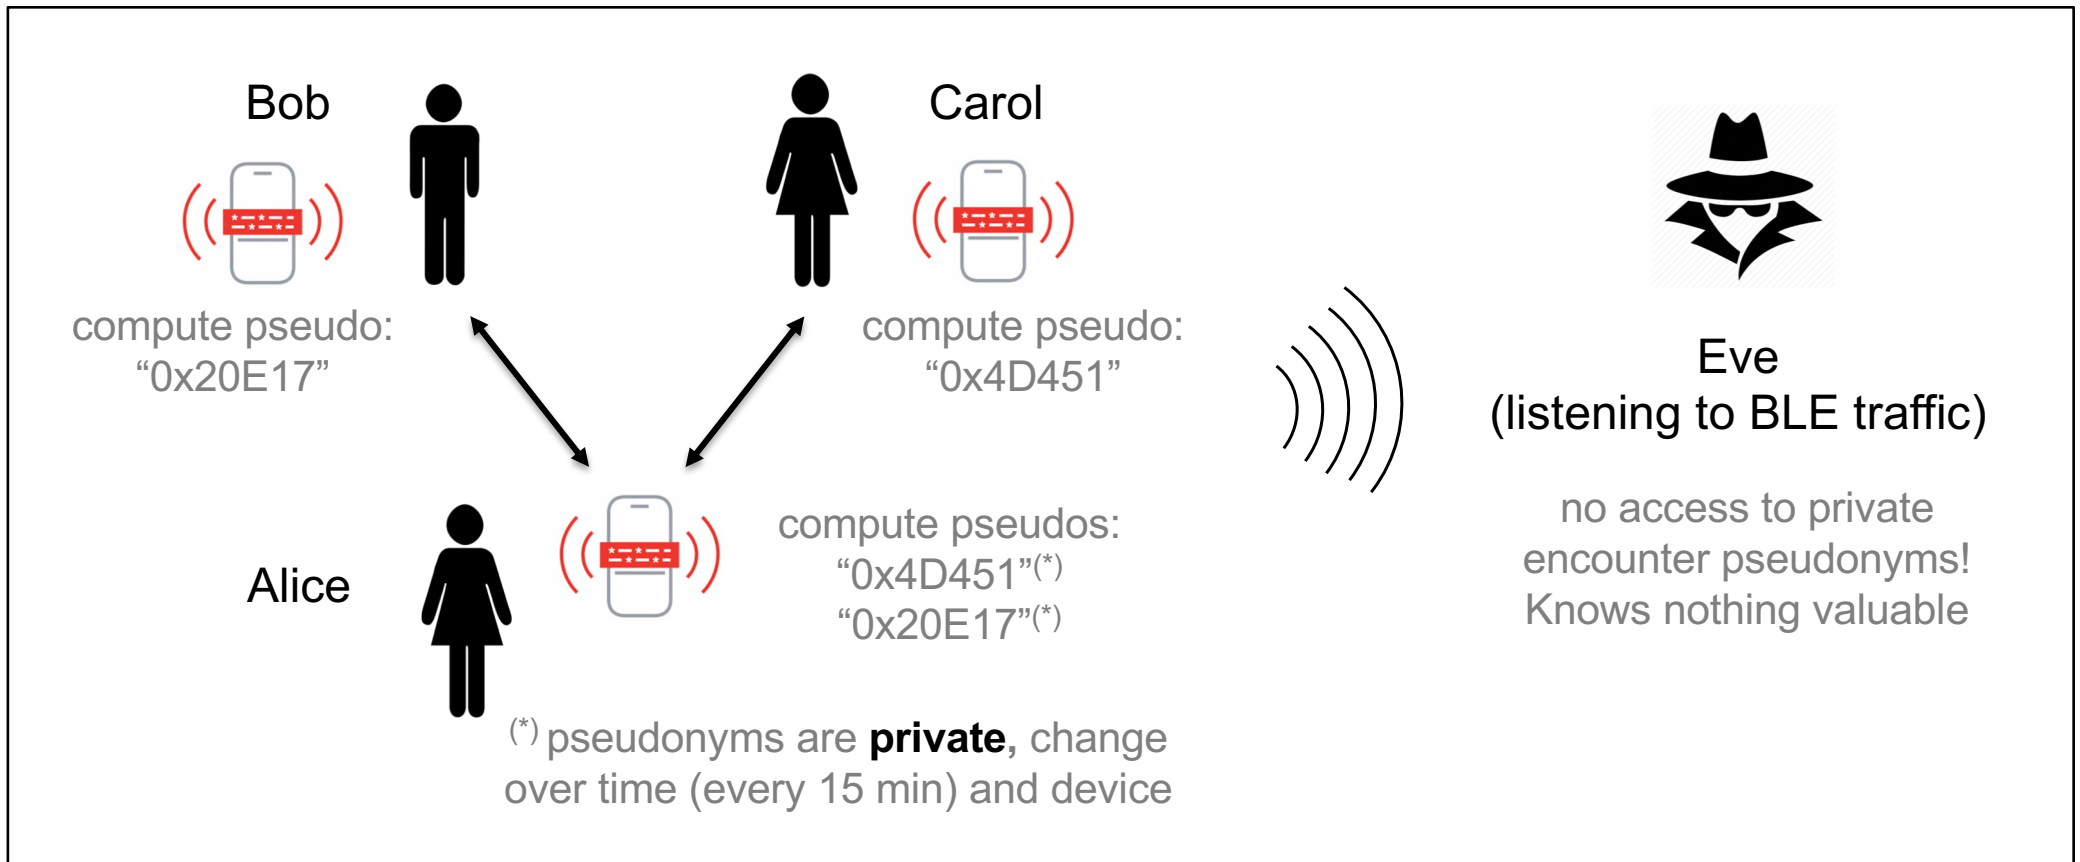 Bob
compute pseudo:
“0x20E17”
Carol
compute pseudo:
“0x4D451”
Alice
compute pseudos:
“0x4D451”(*)
“0x20E17”(*)
(*) pseudonyms are private, change
over time (every 15 min) and device
Eve
(listening to BLE traffic)
no access to private
encounter pseudonyms!
Knows nothing valuable